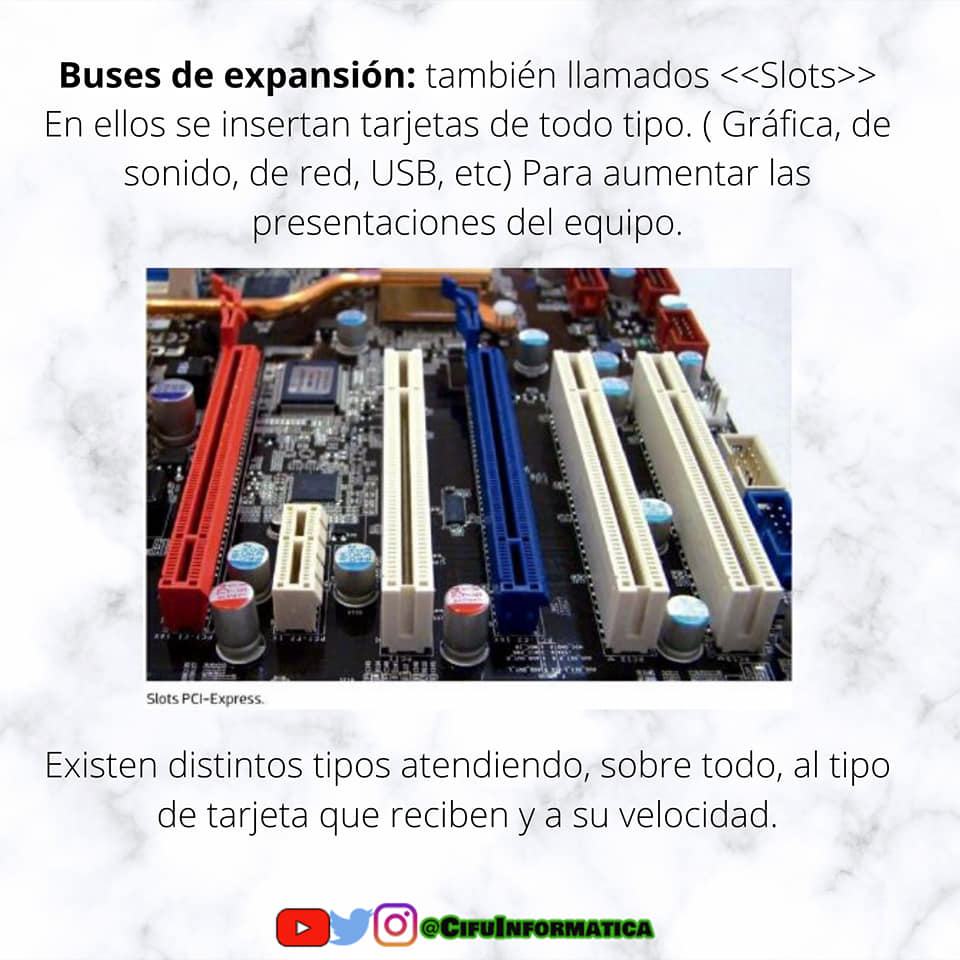 Buses de expansión: también llamados <<Slots>>
En ellos se insertan tarjetas de todo tipo. ( Gráfica, de
sonido, de red, USB, etc) Para aumentar las
presentaciones del equipo.
Slots PCI-Express.
Existen distintos tipos atendiendo, sobre todo, al tipo
de tarjeta que reciben y a su velocidad.
@CifuInformatica